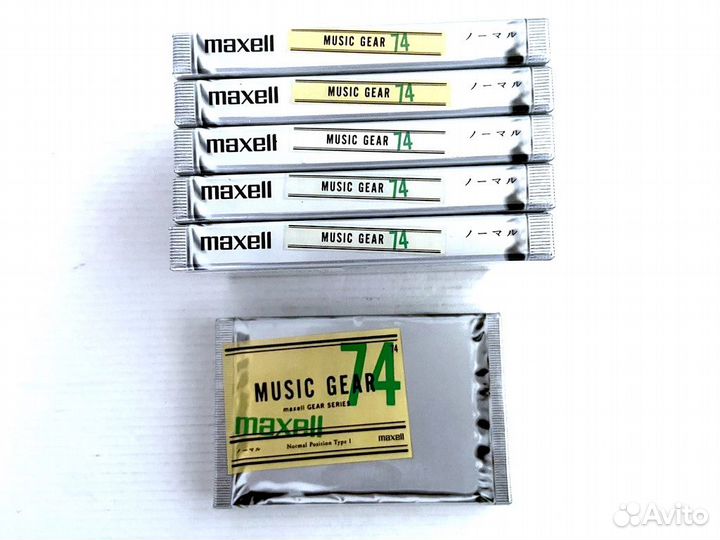 maxell MUSIC GEAR 74 ノーマル
maxell MUSIC GEAR 74 ノーマル
maxell MUSIC GEAR 74 ノーマル
maxell MUSIC GEAR 74 ノーマル
maxell MUSIC GEAR 74 ノーマル
74 74
MUSIC GEAR
maxell GEAR SERIES
maxell
ノーマル Normal Position Type I maxell
Avito